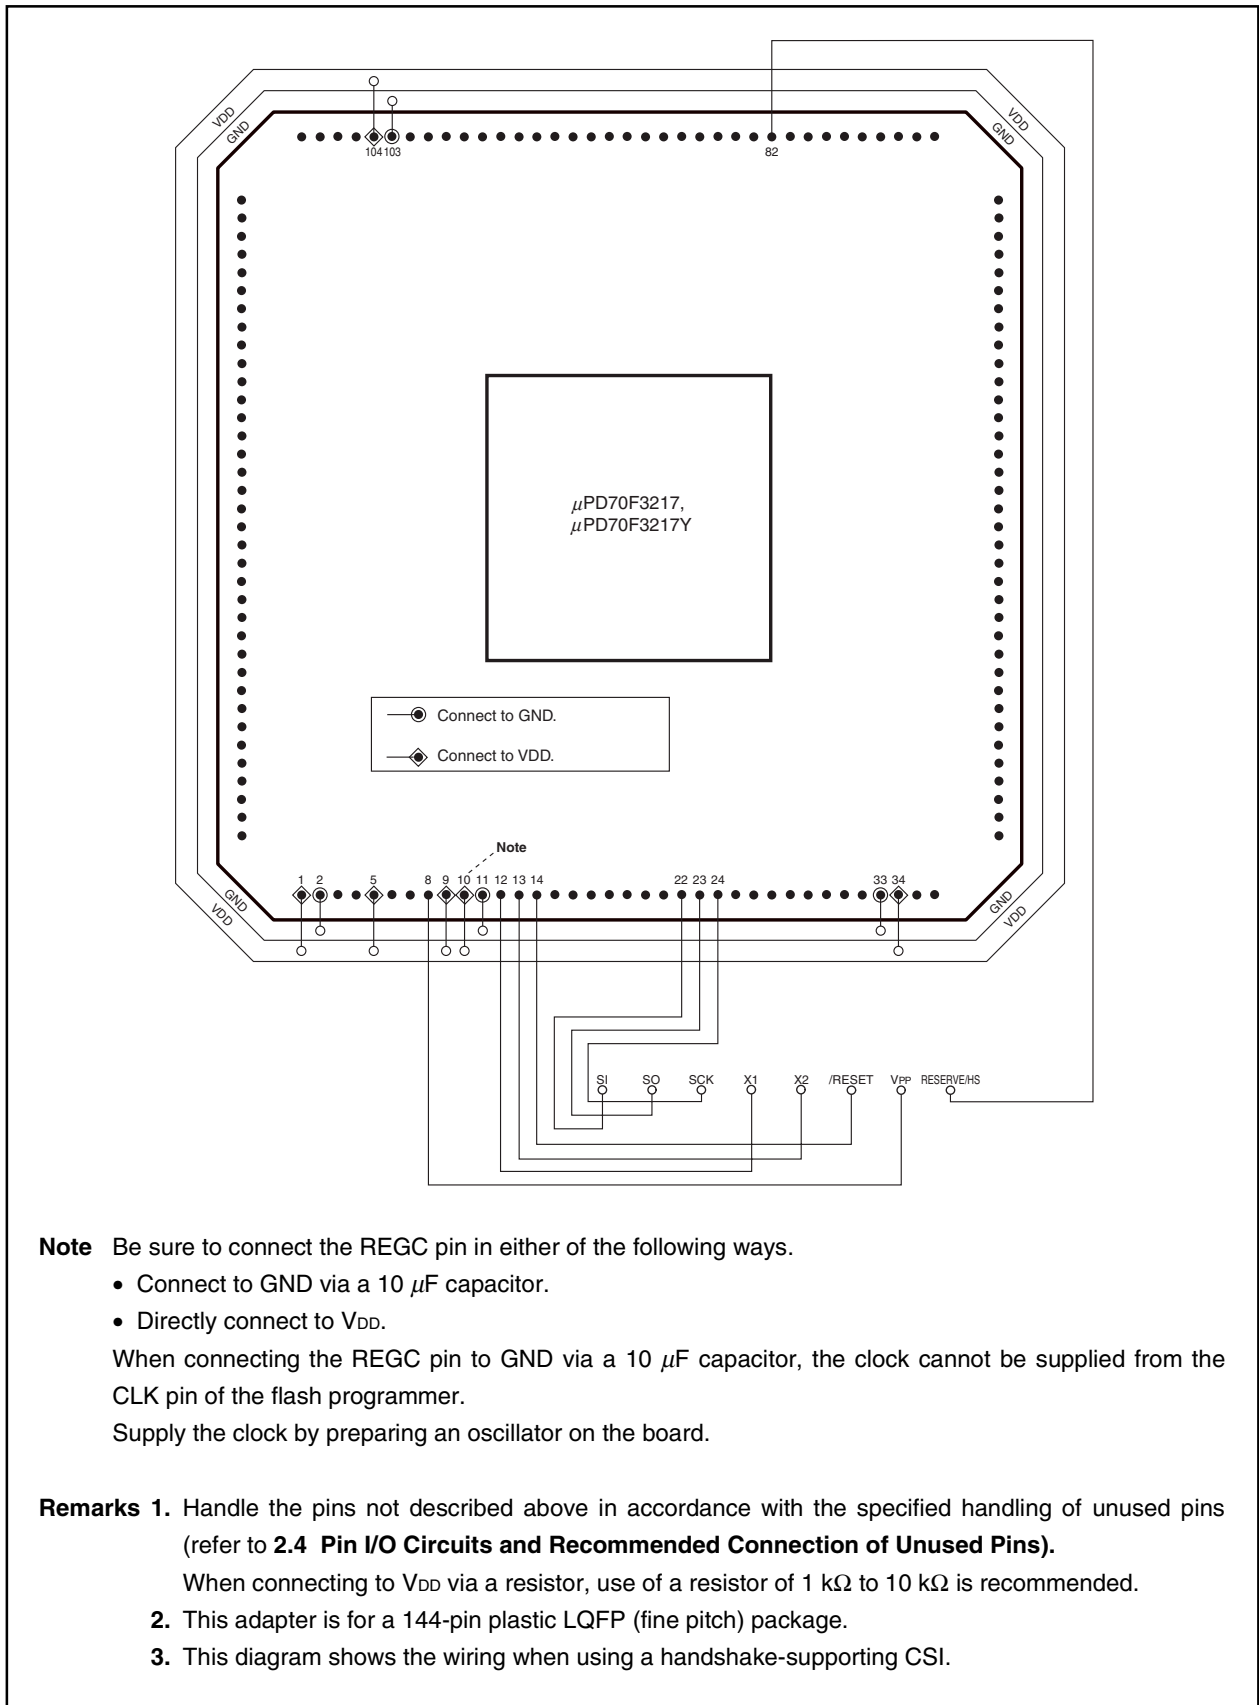 VDD
GND
VDD
GND
104 103
82
μPD70F3217,
μPD70F3217Y
Connect to GND.
Connect to VDD.
Note
1 2 5 8 9 10 11 12 13 14 22 23 24 33 34
GND
VDD
GND
VDD
SI SO SCK X1 X2 /RESET VPP RESERVE/HS
Note Be sure to connect the REGC pin in either of the following ways.
• Connect to GND via a 10 μF capacitor.
• Directly connect to VDD.
When connecting the REGC pin to GND via a 10 μF capacitor, the clock cannot be supplied from the
CLK pin of the flash programmer.
Supply the clock by preparing an oscillator on the board.
Remarks 1. Handle the pins not described above in accordance with the specified handling of unused pins
(refer to 2.4 Pin I/O Circuits and Recommended Connection of Unused Pins).
When connecting to VDD via a resistor, use of a resistor of 1 kΩ to 10 kΩ is recommended.
2. This adapter is for a 144-pin plastic LQFP (fine pitch) package.
3. This diagram shows the wiring when using a handshake-supporting CSI.